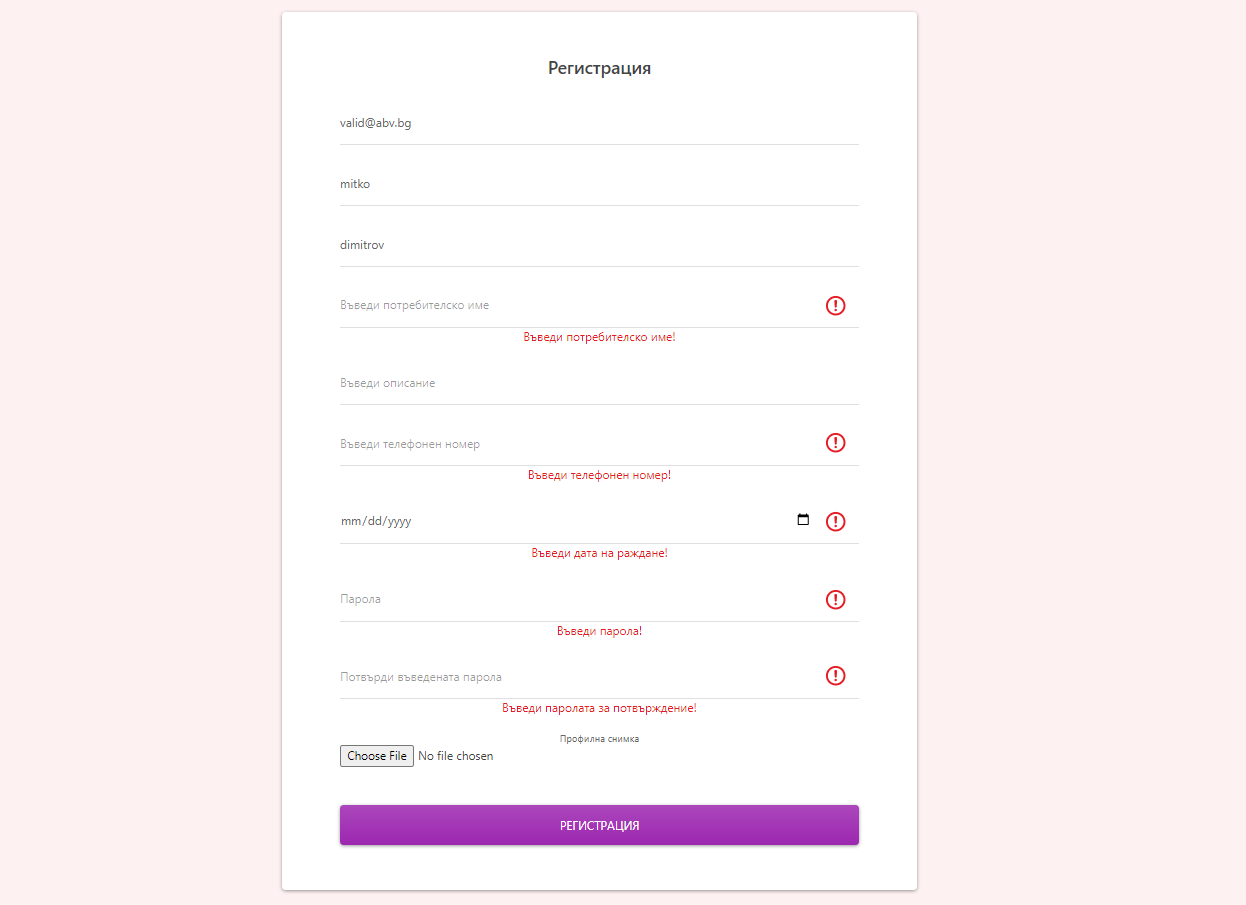 Регистрация
valid@abv.bg
mitko
dimitrov
Въведи потребителско име
Въведи потребителско име!
Въведи описание
Въведи телефонен номер
Въведи телефонен номер!
mm/dd/yyyy
Въведи дата на раждане!
Парола
Въведи парола!
Потвърди въведената парола
Въведи паролата за потвърждение!
Профилна снимка
Choose File No file chosen
РЕГИСТРАЦИЯ